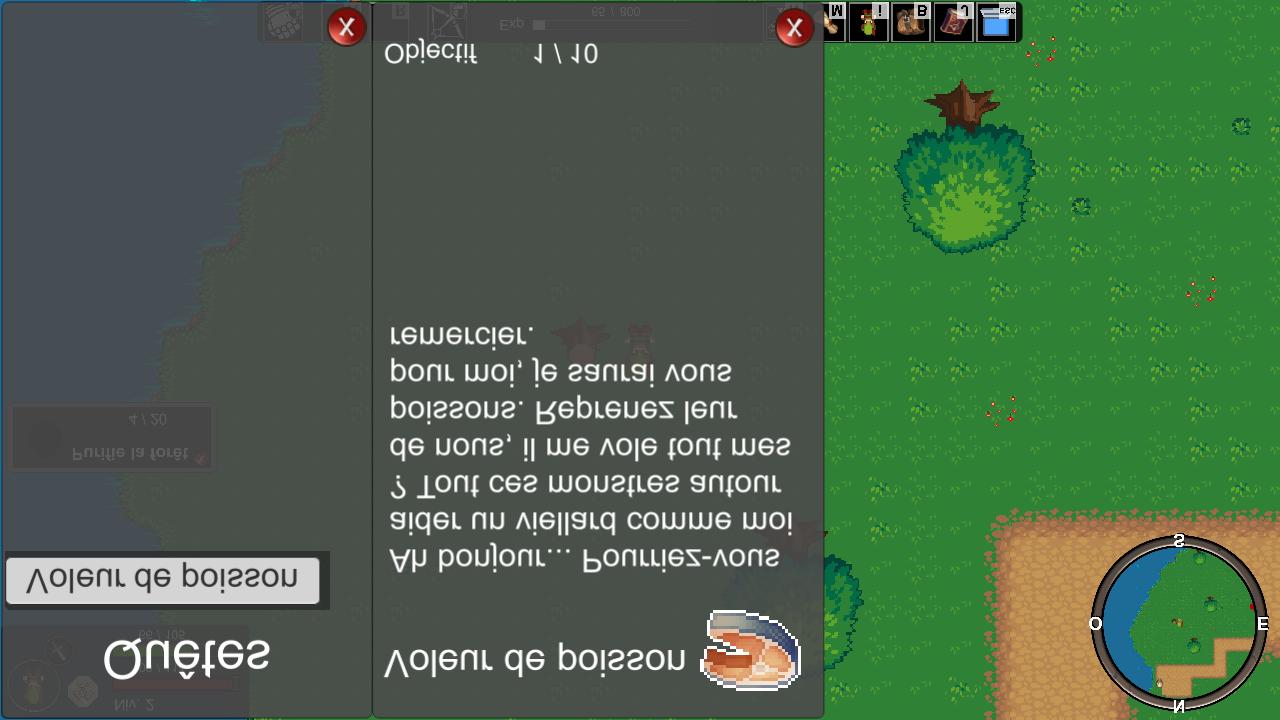 Quêtes
Voleur de poisson
Voleur de poisson
Ah bonjour... Pourriez-vous
aider un viellard comme moi
? Tout ces monstres autour
de nous, il me vole tout mes
poissons. Reprenez leur
pour moi, je saurai vous
remercier.
Objectif 1 / 10
X
X
Niv. 2
Purifie la forêt
4 / 20
Exp
65 / 800
R
M
I
B
J
ESC
N
O
E
S